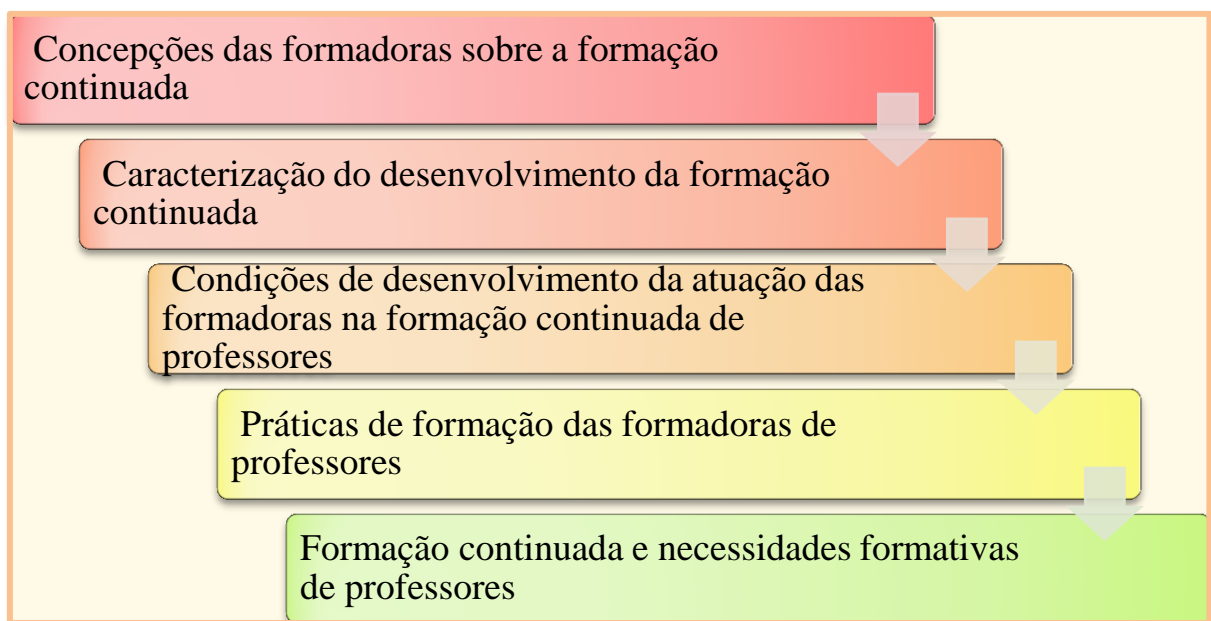 Concepções das formadoras sobre a formação
continuada
Caracterização do desenvolvimento da formação
continuada
Condições de desenvolvimento da atuação das
formadoras na formação continuada de
professores
Práticas de formação das formadoras de
professores
Formação continuada e necessidades formativas
de professores